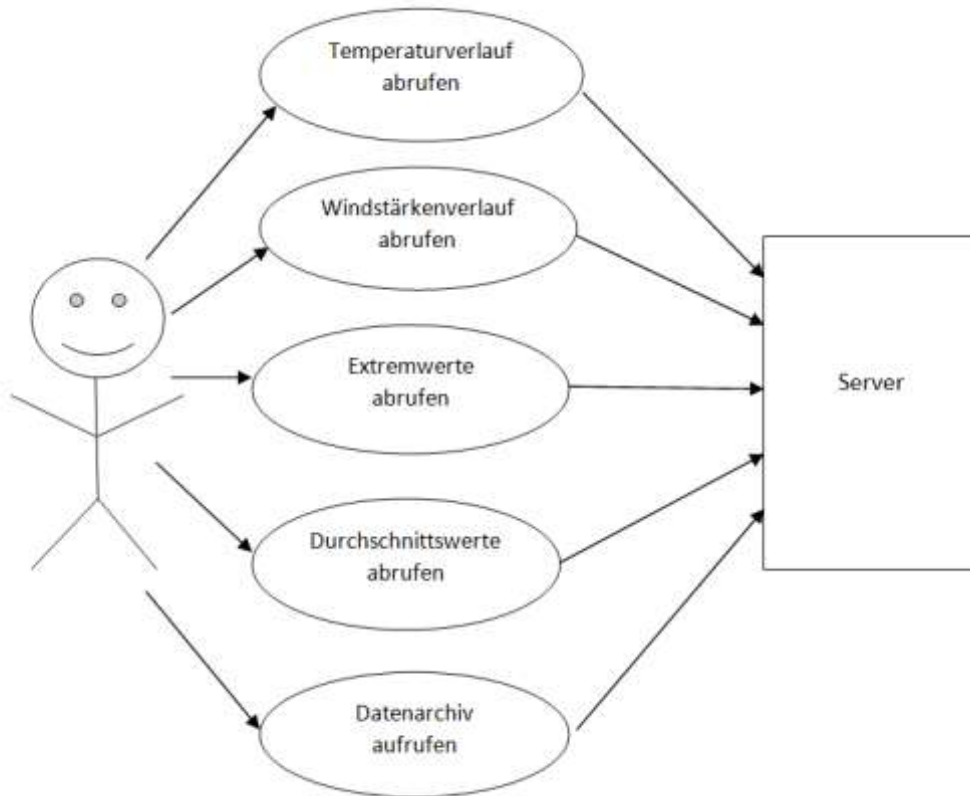 Temperaturverlauf
abrufen
Windstärkenverlauf
abrufen
Extremwerte
abrufen
Server
Durchschnittswerte
abrufen
Datenarchiv
aufrufen